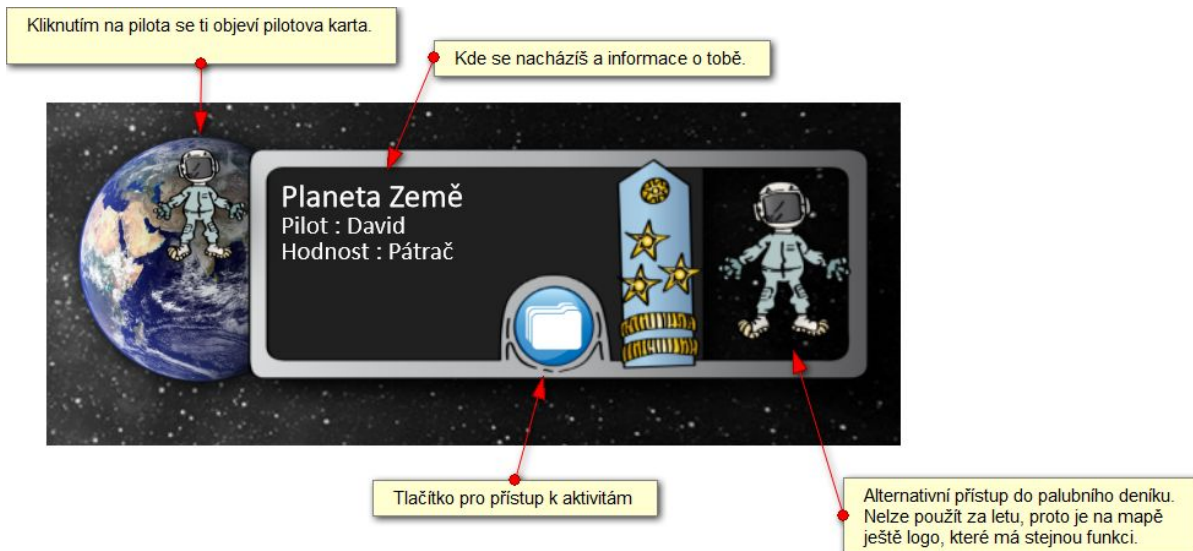 Kliknutím na pilota se ti objeví pilotova karta.
Kde se nacházíš a informace o tobě.
Planeta Země
Pilot : David
Hodnost : Pátrač
Tlačítko pro přístup k aktivitám
Alternativní přístup do palubního deníku.
Nelze použít za letu, proto je na mapě
ještě logo, které má stejnou funkci.